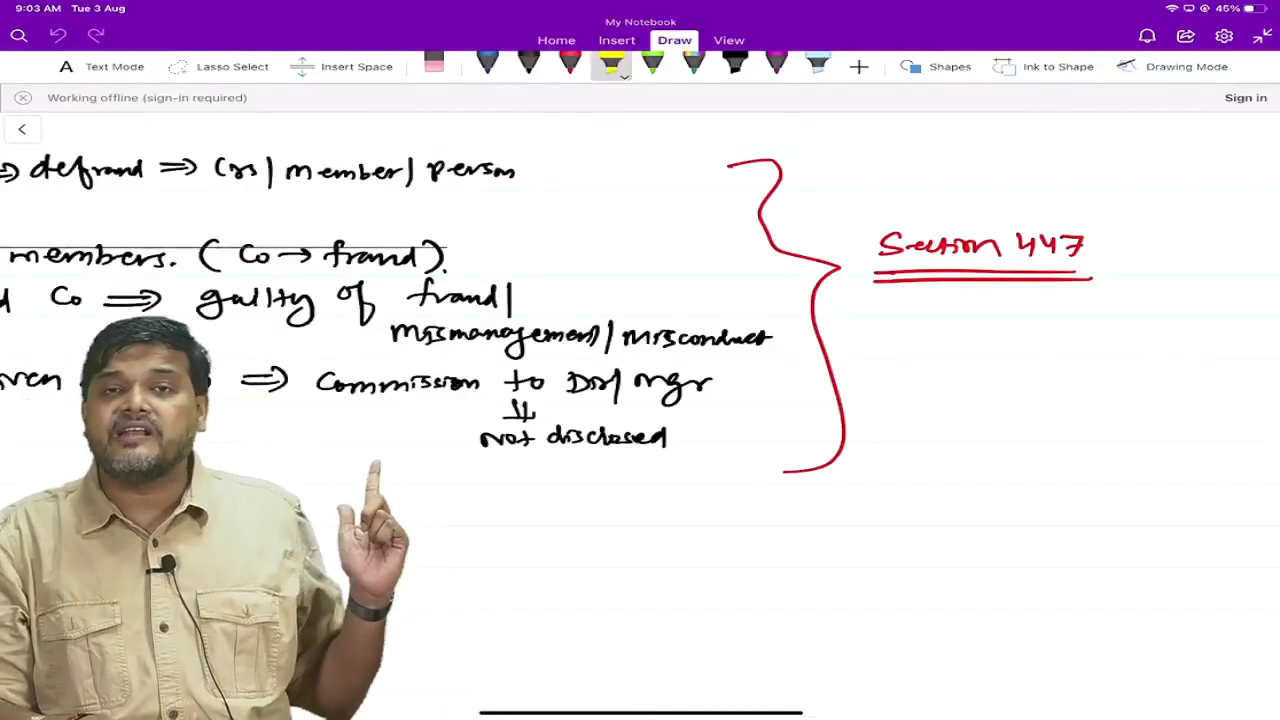 9:03 AM Tue 3 Aug
45%
My Notebook
Home Insert Draw View
Text Mode Lasso Select Insert Space Shapes Ink to Shape Drawing Mode
Working offline (sign-in required) Sign in
defraud ⇒ Crs | member | person
members. (Co → fraud).
Section 447
Co ⇒ guilty of fraud |
Mismanagement | Misconduct
⇒ Commission to Dir | mgr
⇓
Not disclosed